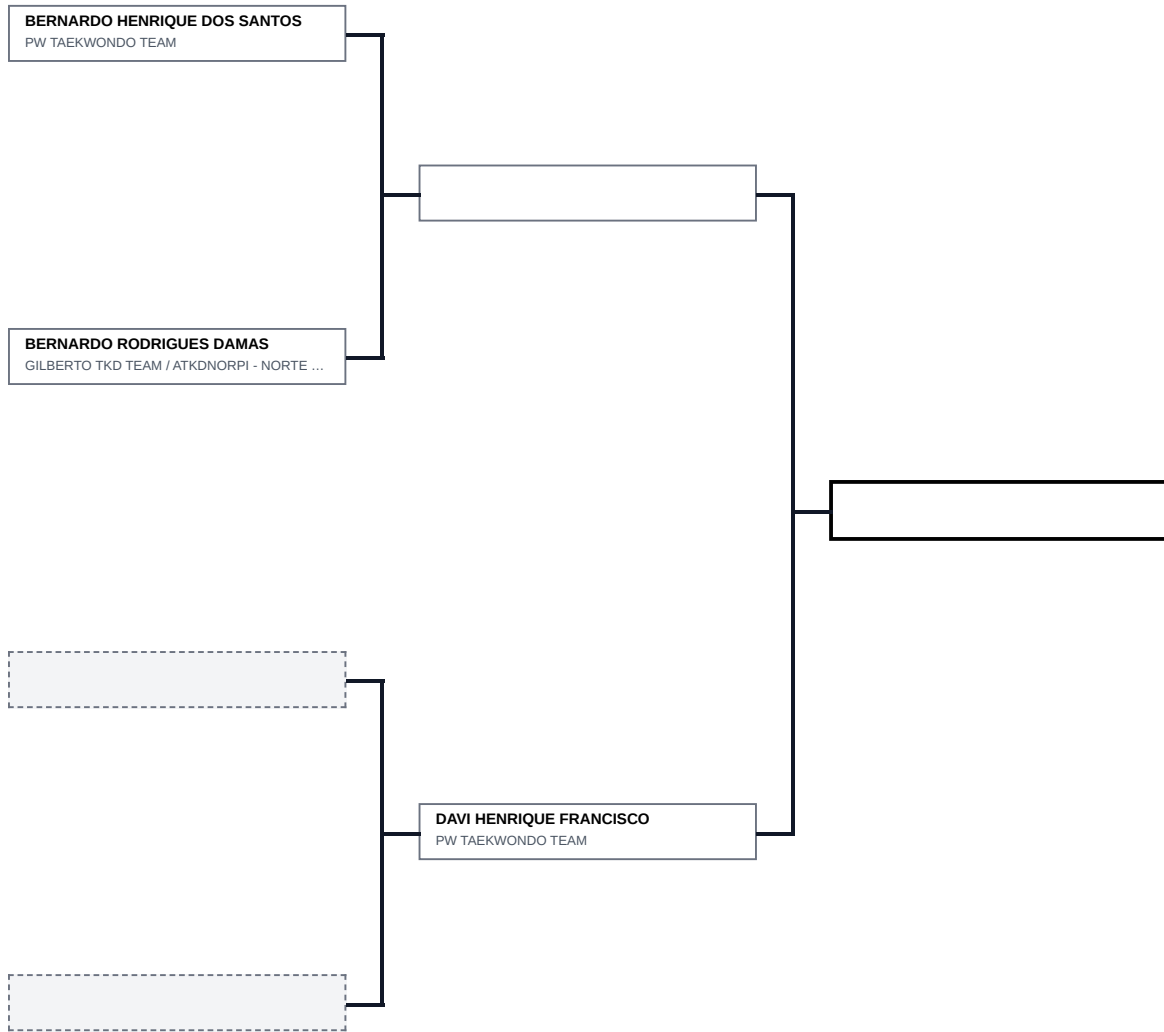 BERNARDO HENRIQUE DOS SANTOS
PW TAEKWONDO TEAM
BERNARDO RODRIGUES DAMAS
GILBERTO TKD TEAM / ATKDNORPI - NORTE ...
DAVI HENRIQUE FRANCISCO
PW TAEKWONDO TEAM